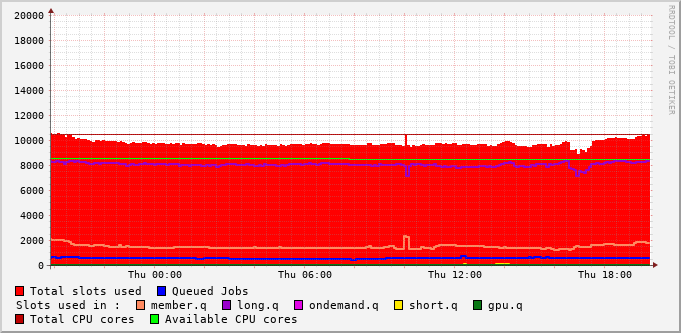 20000
18000
16000
14000
12000
10000
8000
6000
4000
2000
0
Thu 00:00 Thu 06:00 Thu 12:00 Thu 18:00
RRDTOOL / TOBI OETIKER
Total slots used Queued Jobs
Slots used in : member.q long.q ondemand.q short.q gpu.q
Total CPU cores Available CPU cores